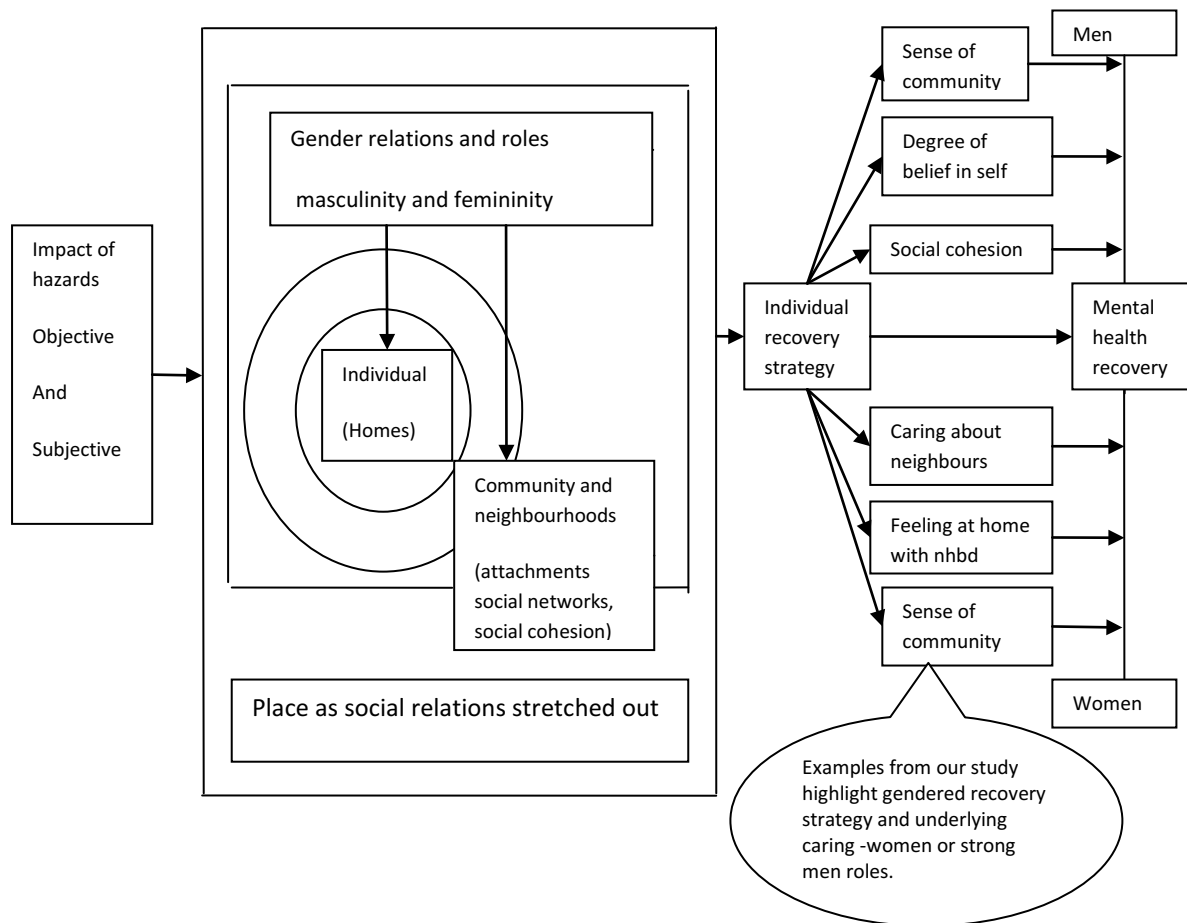 Impact of
hazards
Objective
And
Subjective
Gender relations and roles
masculinity and femininity
Individual
(Homes)
Community and
neighbourhoods
(attachments
social networks,
social cohesion)
Place as social relations stretched out
Individual
recovery
strategy
Sense of
community
Degree of
belief in self
Social cohesion
Caring about
neighbours
Feeling at home
with nhbd
Sense of
community
Men
Mental
health
recovery
Women
Examples from our study
highlight gendered recovery
strategy and underlying
caring -women or strong
men roles.